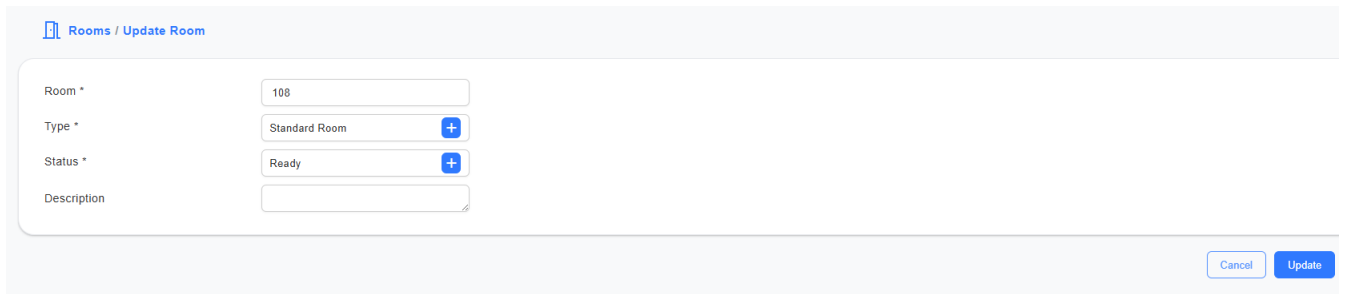 Rooms / Update Room
Room * 108
Type * Standard Room +
Status * Ready +
Description
Cancel Update